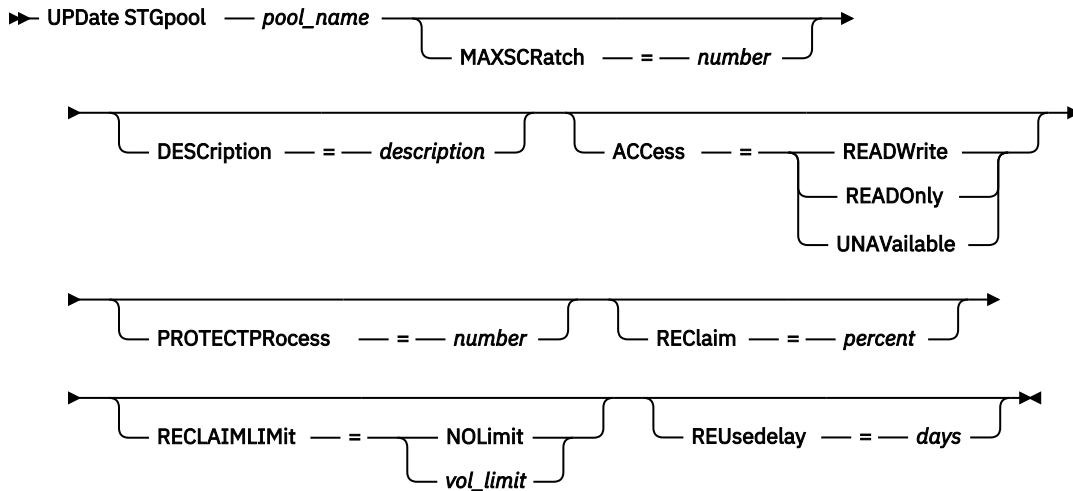 UPDate STGpool pool_name
MAXSCRatch = number
DESCription = description
ACCess = READWrite
READOnly
UNAVailable
PROTECTPRocess = number
REClaim = percent
RECLAIMLIMit = NOLimit
vol_limit
REUsedelay = days